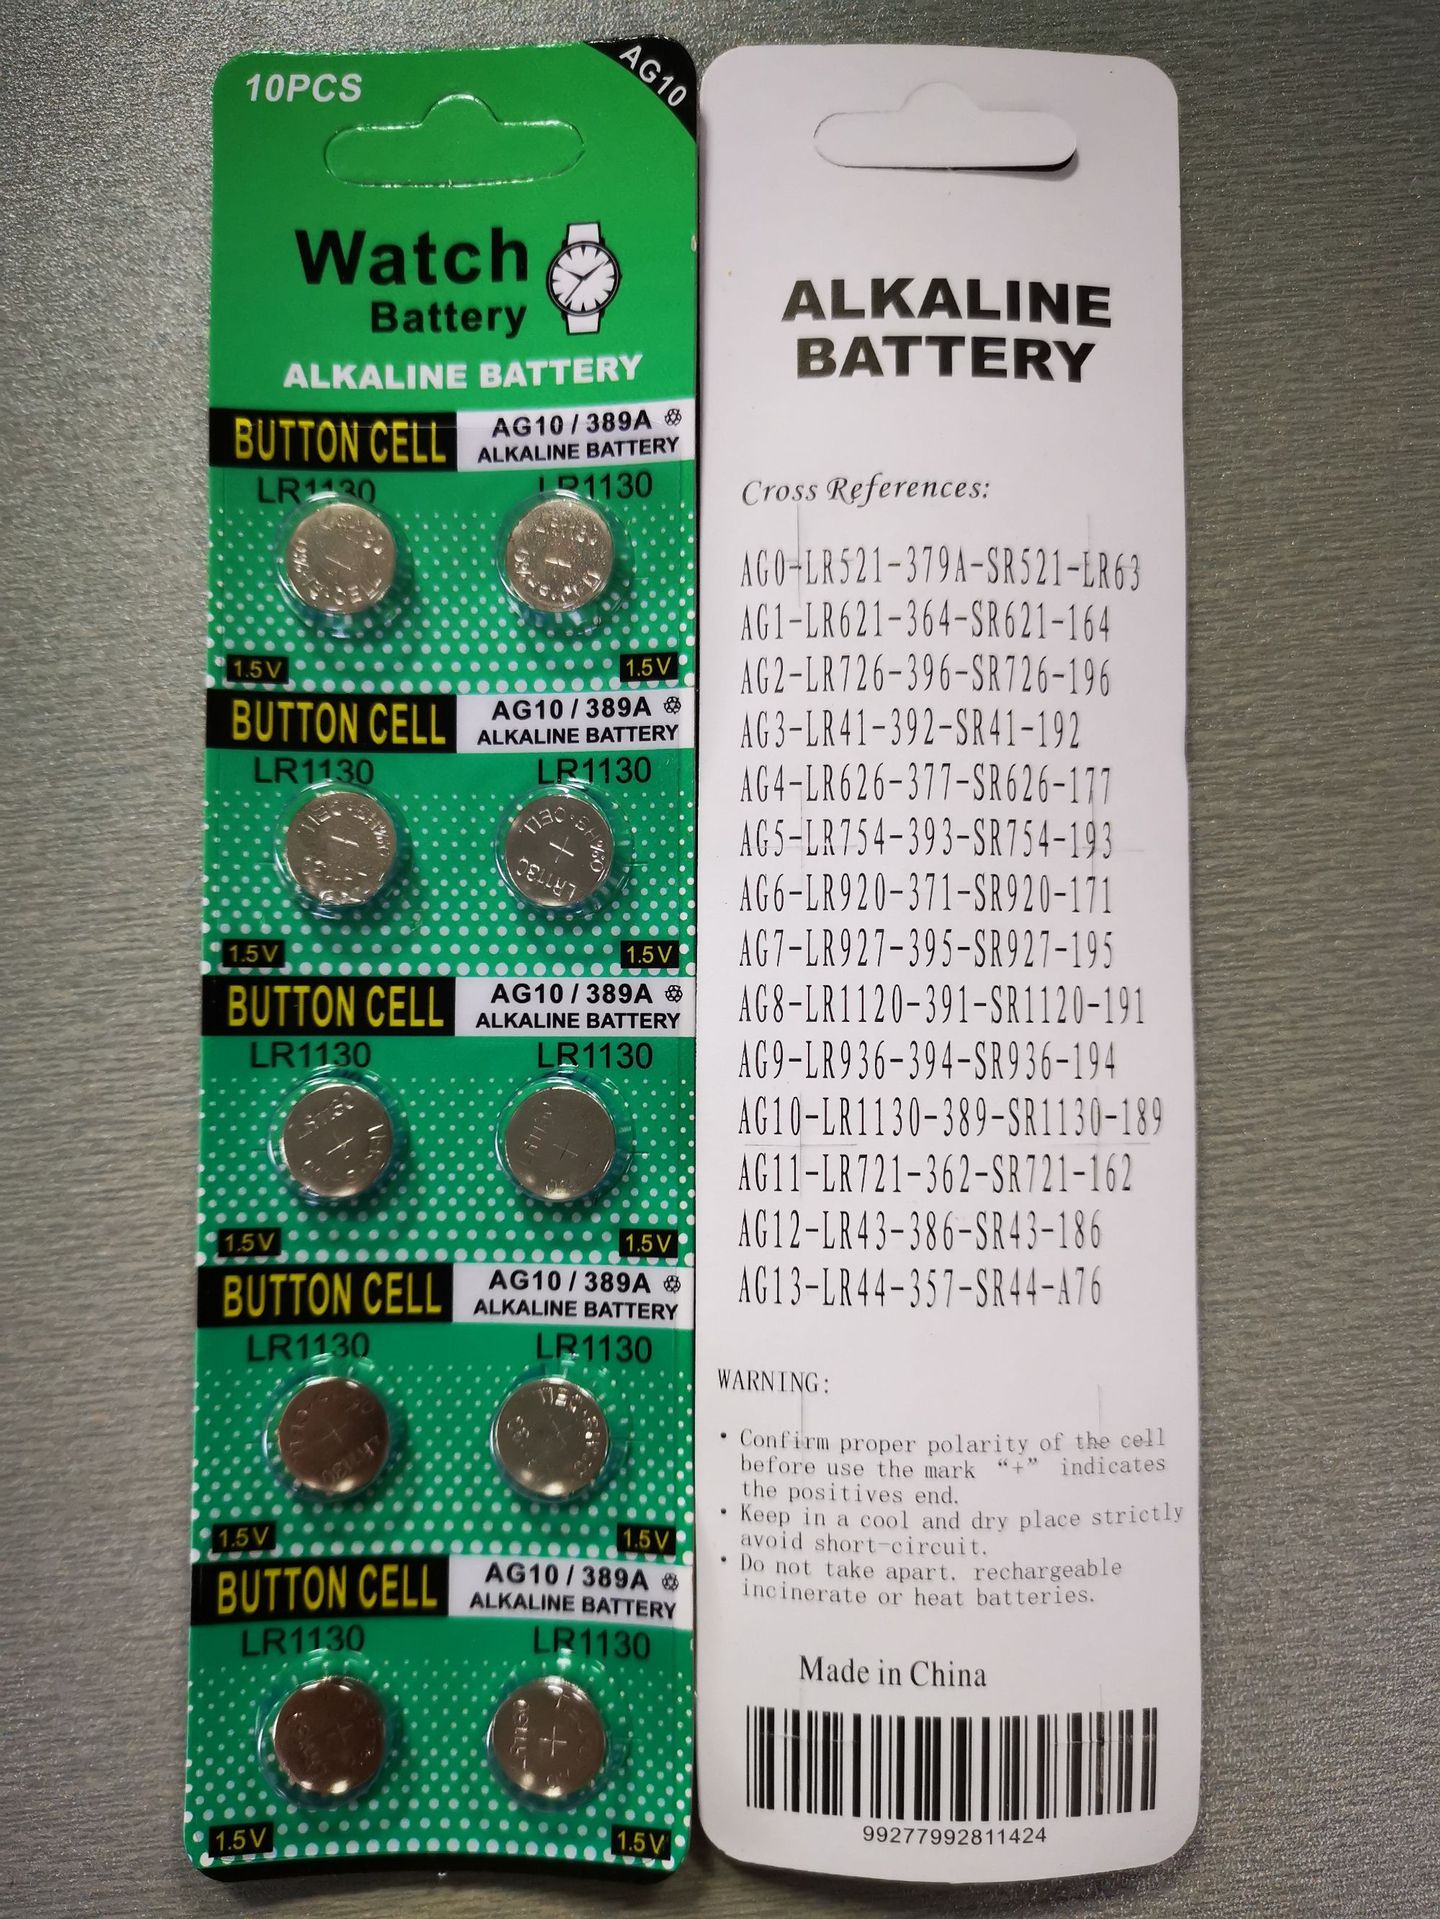 10PCS
AG10
Watch
Battery
ALKALINE BATTERY
BUTTON CELL
AG10 / 389A
ALKALINE BATTERY
LR1130
LR1130
1.5V
1.5V
BUTTON CELL
AG10 / 389A
ALKALINE BATTERY
LR1130
LR1130
LR1130
1.5V
1.5V
BUTTON CELL
AG10 / 389A
ALKALINE BATTERY
LR1130
LR1130
1.5V
1.5V
BUTTON CELL
AG10 / 389A
ALKALINE BATTERY
LR1130
LR1130
1.5V
1.5V
BUTTON CELL
AG10 / 389A
ALKALINE BATTERY
LR1130
LR1130
1.5V
1.5V
ALKALINE
BATTERY
Cross References:
AG0-LR521-379A-SR521-LR63
AG1-LR621-364-SR621-164
AG2-LR726-396-SR726-196
AG3-LR41-392-SR41-192
AG4-LR626-377-SR626-177
AG5-LR754-393-SR754-193
AG6-LR920-371-SR920-171
AG7-LR927-395-SR927-195
AG8-LR1120-391-SR1120-191
AG9-LR936-394-SR936-194
AG10-LR1130-389-SR1130-189
AG11-LR721-362-SR721-162
AG12-LR43-386-SR43-186
AG13-LR44-357-SR44-A76
WARNING:
• Confirm proper polarity of the cell
before use the mark “+” indicates
the positives end.
• Keep in a cool and dry place strictly
avoid short-circuit.
• Do not take apart. rechargeable
incinerate or heat batteries.
Made in China
99277992811424